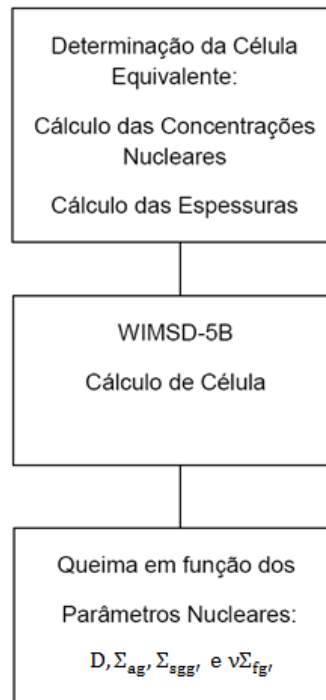 Determinação da Célula
Equivalente:
Cálculo das Concentrações
Nucleares
Cálculo das Espessuras
WIMSD-5B
Cálculo de Célula
Queima em função dos
Parâmetros Nucleares:
D, Σag, Σsgg′ e νΣfg′